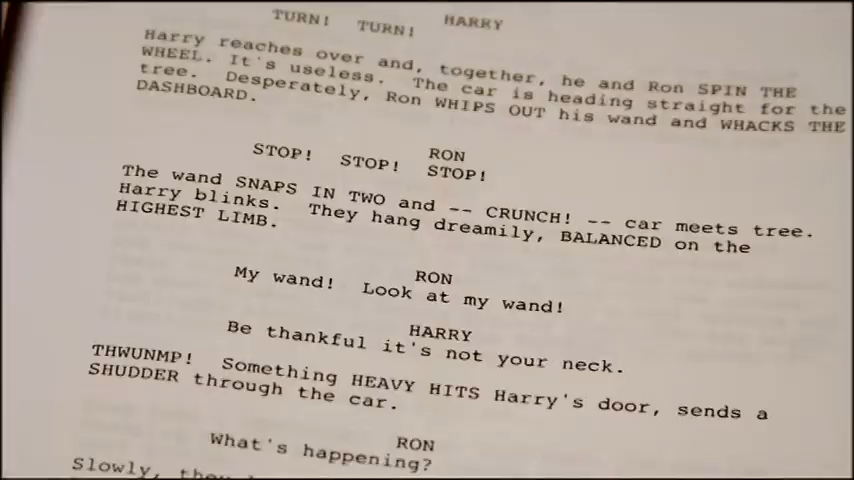 HARRY
TURN! TURN!
Harry reaches over and, together, he and Ron SPIN THE
WHEEL. It's useless. The car is heading straight for the
tree. Desperately, Ron WHIPS OUT his wand and WHACKS THE
DASHBOARD.
RON
STOP! STOP! STOP!
The wand SNAPS IN TWO and -- CRUNCH! -- car meets tree.
Harry blinks. They hang dreamily, BALANCED on the
HIGHEST LIMB.
RON
My wand! Look at my wand!
HARRY
Be thankful it's not your neck.
THWUNMP! Something HEAVY HITS Harry's door, sends a
SHUDDER through the car.
RON
What's happening?
Slowly, they